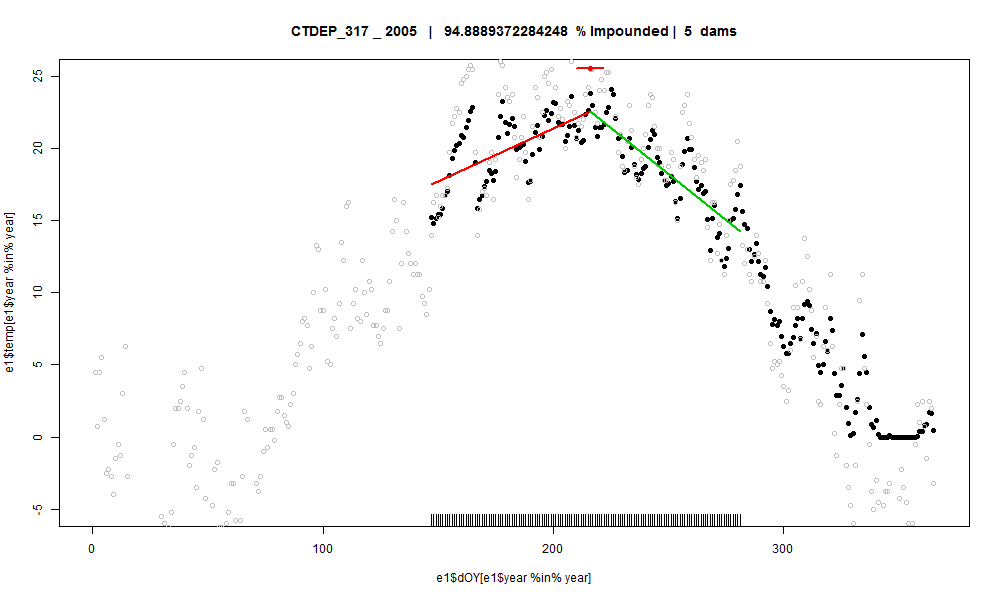 CTDEP_317 _ 2005 | 94.8889372284248 % Impounded | 5 dams
e1$temp[e1$year %in% year]
25
20
15
10
5
0
-5
0 100 200 300
e1$dOY[e1$year %in% year]